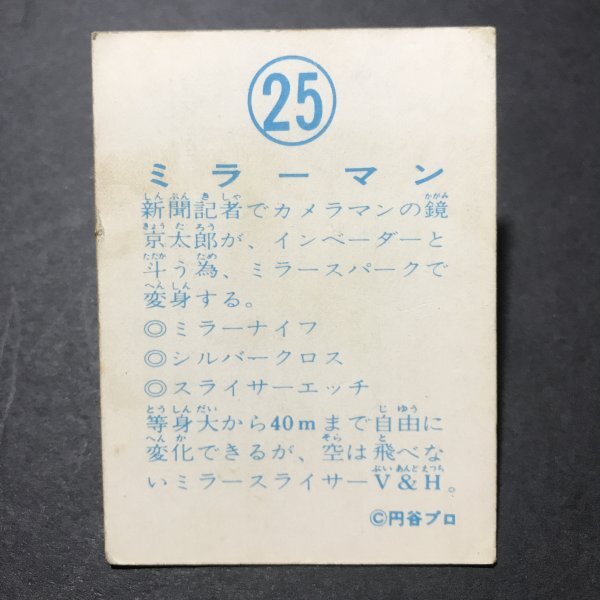 25
ミラーマン
新聞記者でカメラマンの鏡
京太郎が、インベーダーと
斗う為、ミラースパークで
変身する。
◎ミラーナイフ
◎シルバークロス
◎スライサーエッチ
等身大から40mまで自由に
変化できるが、空は飛べな
いミラースライサーV&H。
©円谷プロ